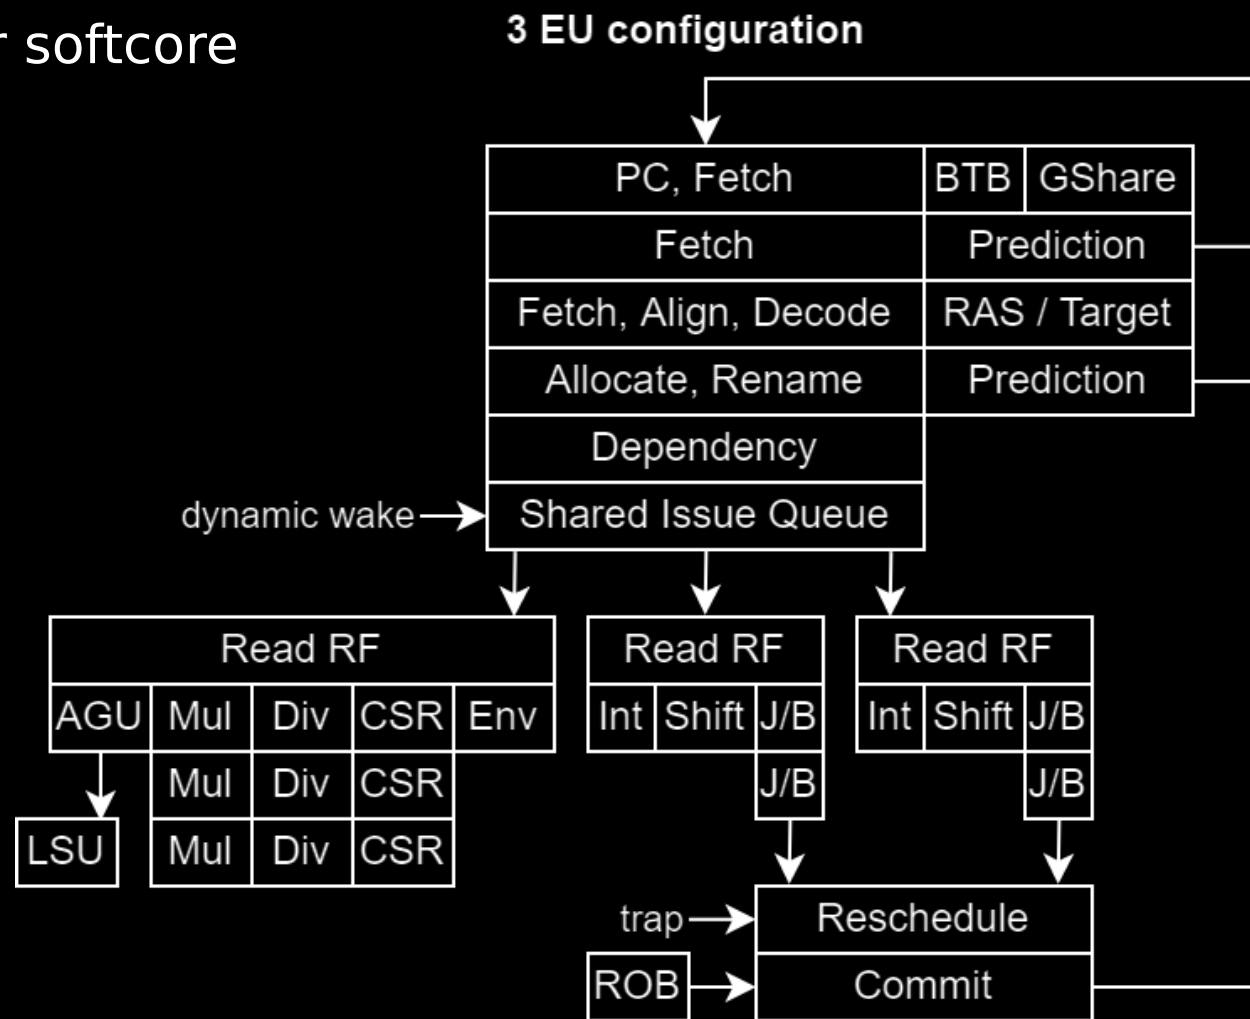 softcore
3 EU configuration
PC, Fetch BTB GShare
Fetch Prediction
Fetch, Align, Decode RAS / Target
Allocate, Rename Prediction
Dependency
dynamic wake Shared Issue Queue
Read RF Read RF Read RF
AGU Mul Div CSR Env Int Shift J/B Int Shift J/B
Mul Div CSR J/B J/B
LSU Mul Div CSR
trap Reschedule
ROB Commit